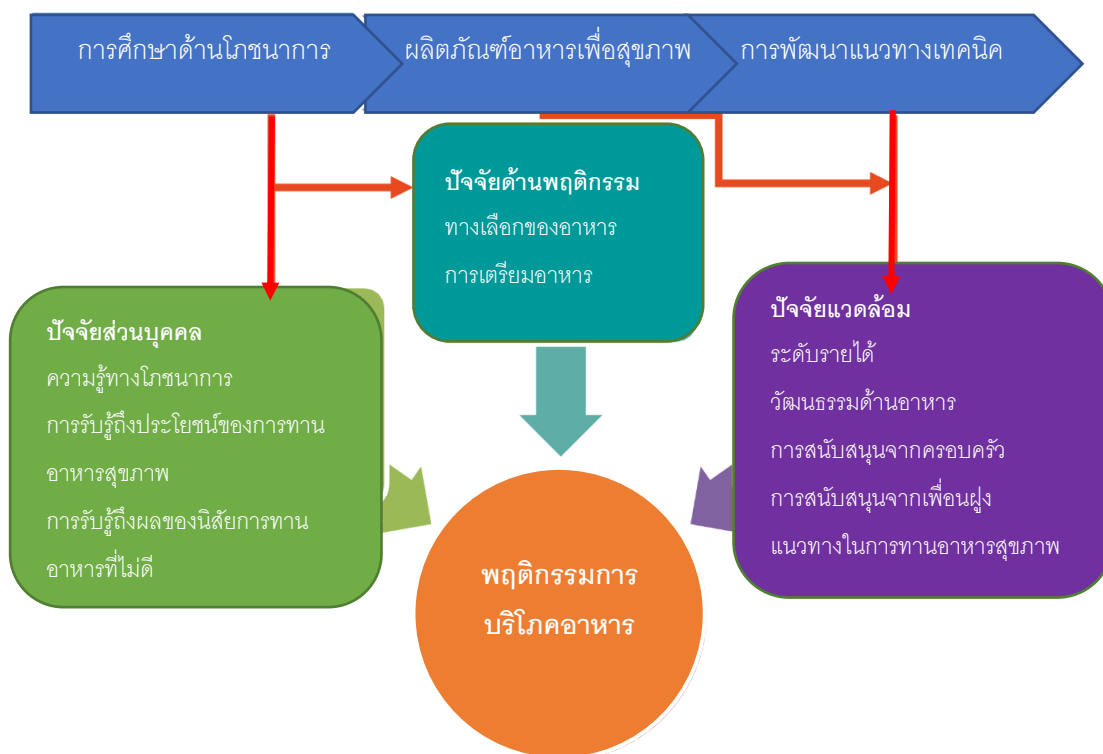 การศึกษาด้านโภชนาการ
ผลิตภัณฑ์อาหารเพื่อสุขภาพ
การพัฒนาแนวทางเทคนิค
ปัจจัยด้านพฤติกรรม
ทางเลือกของอาหาร
การเตรียมอาหาร
ปัจจัยส่วนบุคคล
ความรู้ทางโภชนาการ
การรับรู้ถึงประโยชน์ของการทาน
อาหารสุขภาพ
การรับรู้ถึงผลของนิสัยการทาน
อาหารที่ไม่ดี
ปัจจัยแวดล้อม
ระดับรายได้
วัฒนธรรมด้านอาหาร
การสนับสนุนจากครอบครัว
การสนับสนุนจากเพื่อนฝูง
แนวทางในการทานอาหารสุขภาพ
พฤติกรรมการ
บริโภคอาหาร